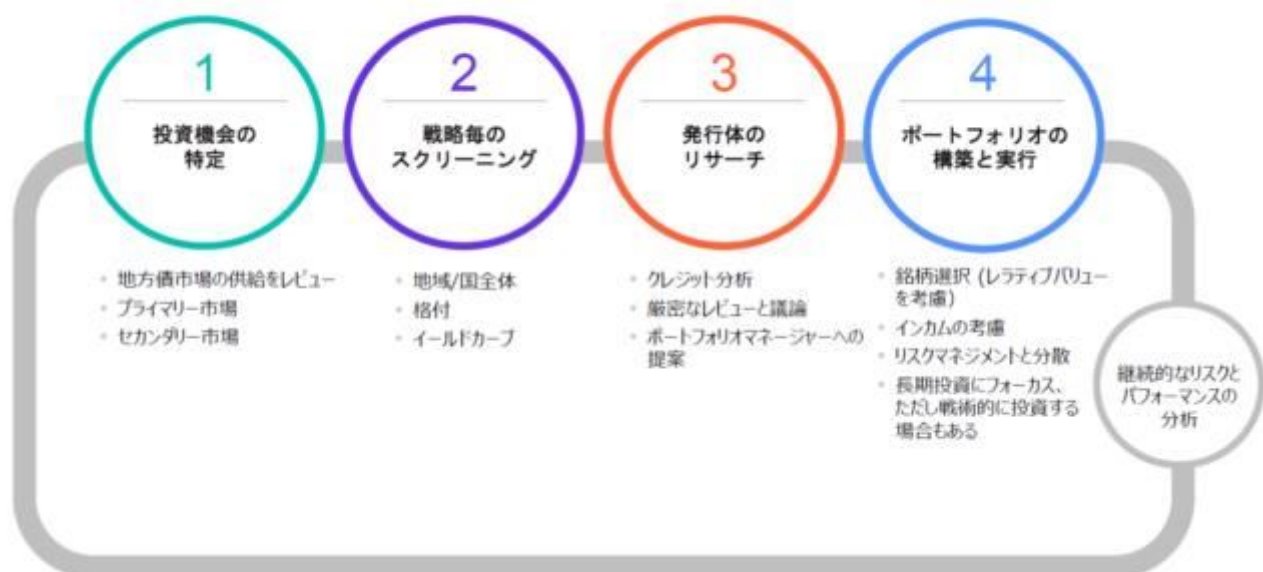 1
投資機会の
特定
• 地方債市場の供給をレビュー
• プライマリー市場
• セカンダリー市場
2
戦略毎の
スクリーニング
• 地域/国全体
• 格付
• イールドカーブ
3
発行体の
リサーチ
• クレジット分析
• 厳密なレビューと議論
• ポートフォリオマネージャーへの
提案
4
ポートフォリオの
構築と実行
• 銘柄選択 (レラティブバリュー
を考慮)
• インカムの考慮
• リスクマネジメントと分散
• 長期投資にフォーカス、
ただし戦術的に投資する
場合もある
継続的なリスクと
パフォーマンスの
分析